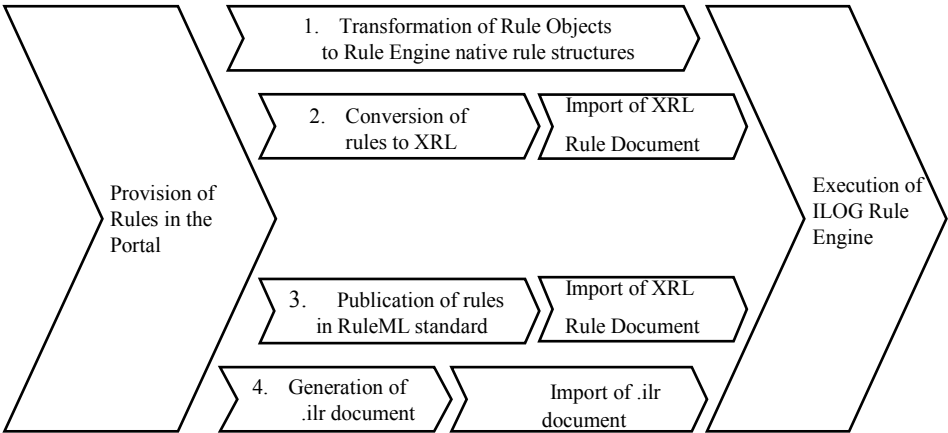 1. Transformation of Rule Objects
to Rule Engine native rule structures
2. Conversion of
rules to XRL
Import of XRL
Rule Document
Provision of
Rules in the
Portal
Execution of
ILOG Rule
Engine
3. Publication of rules
in RuleML standard
Import of XRL
Rule Document
4. Generation of
.ilr document
Import of .ilr
document